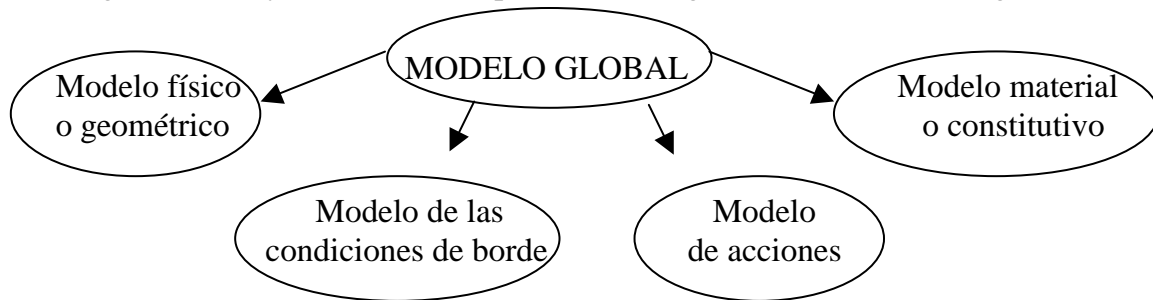 MODELO GLOBAL
Modelo físico
o geométrico
Modelo material
o constitutivo
Modelo de las
condiciones de borde
Modelo
de acciones